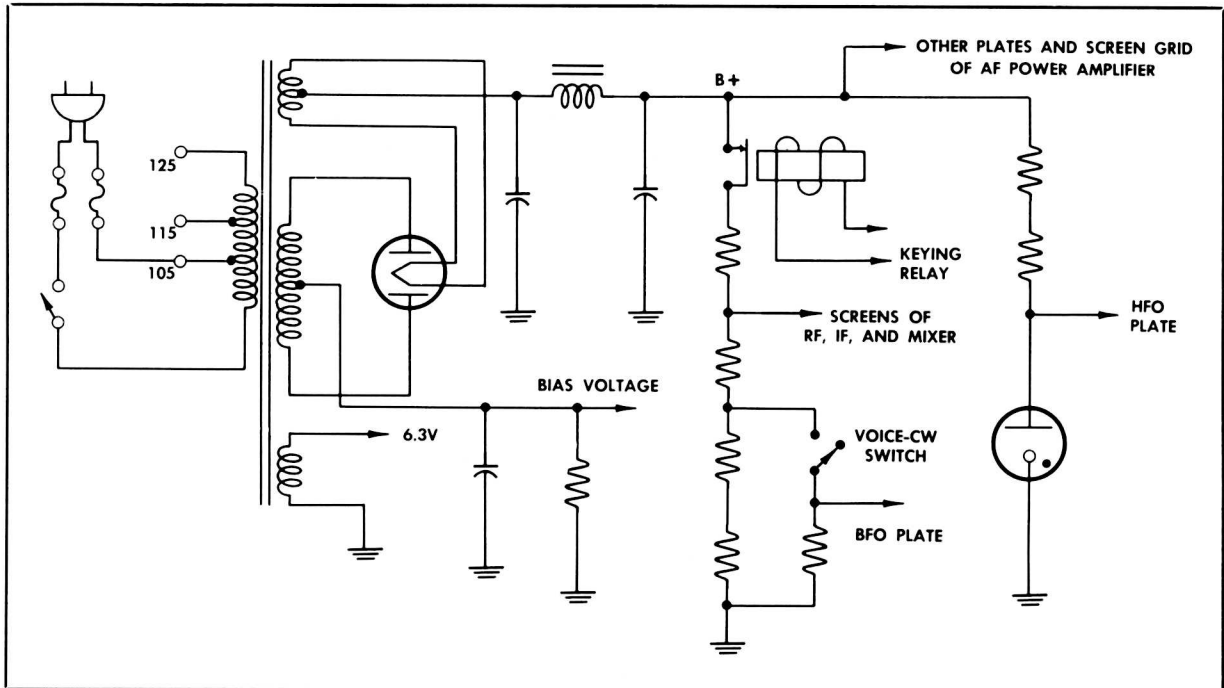 OTHER PLATES AND SCREEN GRID
OF AF POWER AMPLIFIER
B+
125
115
105
KEYING
RELAY
SCREENS OF
RF, IF, AND MIXER
HFO
PLATE
BIAS VOLTAGE
6.3V
VOICE-CW
SWITCH
BFO PLATE